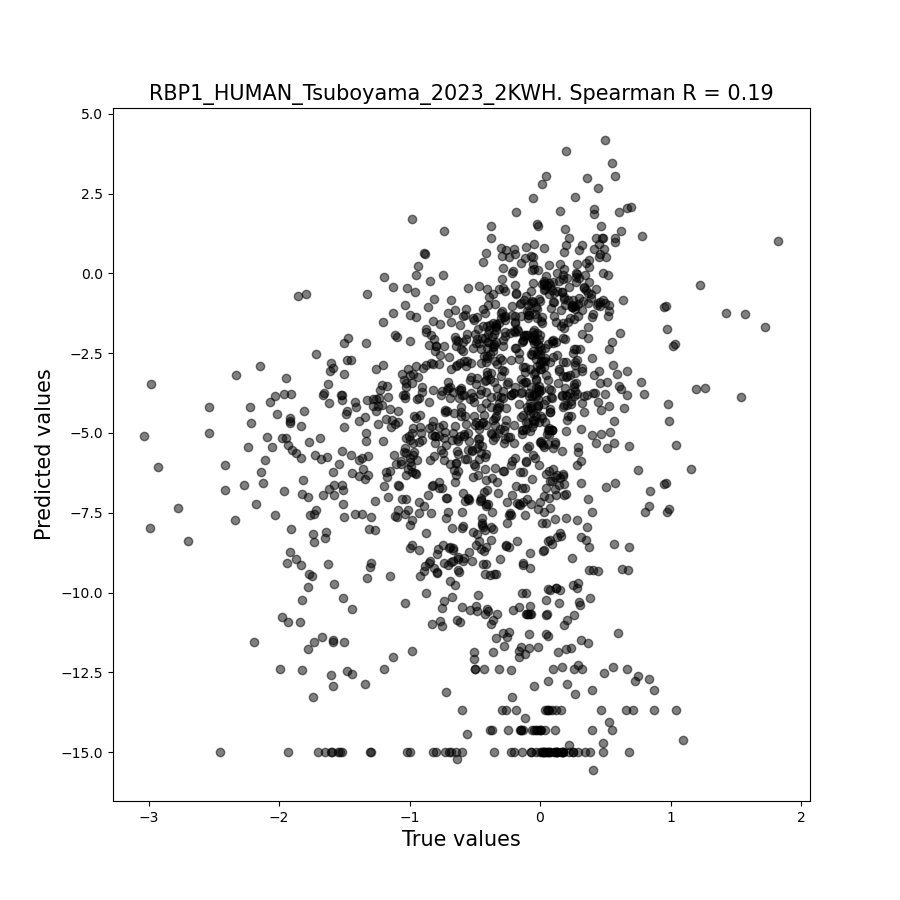 RBP1_HUMAN_Tsuboyama_2023_2KWH. Spearman R = 0.19
5.0
2.5
0.0
−2.5
−5.0
−7.5
−10.0
−12.5
−15.0
Predicted values
−3 −2 −1 0 1 2
True values